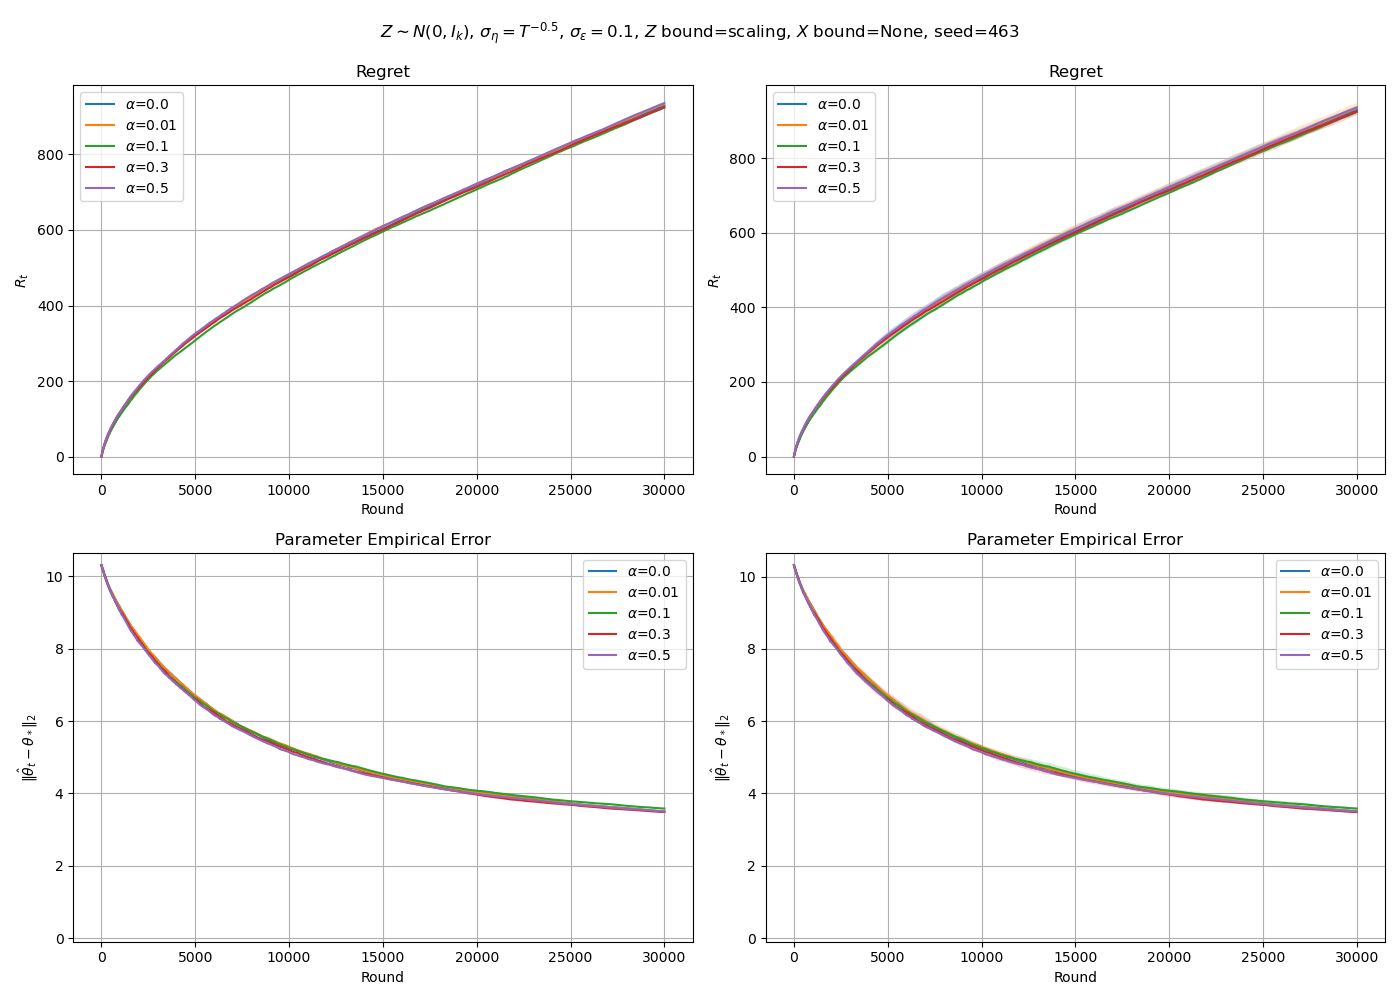 Z ∼ N(0, I_k), σ_η = T^{−0.5}, σ_ε = 0.1, Z bound=scaling, X bound=None, seed=463
Regret
α=0.0
α=0.01
α=0.1
α=0.3
α=0.5
800
600
400
200
0
R_t
0 5000 10000 15000 20000 25000 30000
Round
Regret
α=0.0
α=0.01
α=0.1
α=0.3
α=0.5
800
600
400
200
0
R_t
0 5000 10000 15000 20000 25000 30000
Round
Parameter Empirical Error
α=0.0
α=0.01
α=0.1
α=0.3
α=0.5
10
8
6
4
2
0
‖θ̂_t − θ_*‖_2
0 5000 10000 15000 20000 25000 30000
Round
Parameter Empirical Error
α=0.0
α=0.01
α=0.1
α=0.3
α=0.5
10
8
6
4
2
0
‖θ̂_t − θ_*‖_2
0 5000 10000 15000 20000 25000 30000
Round